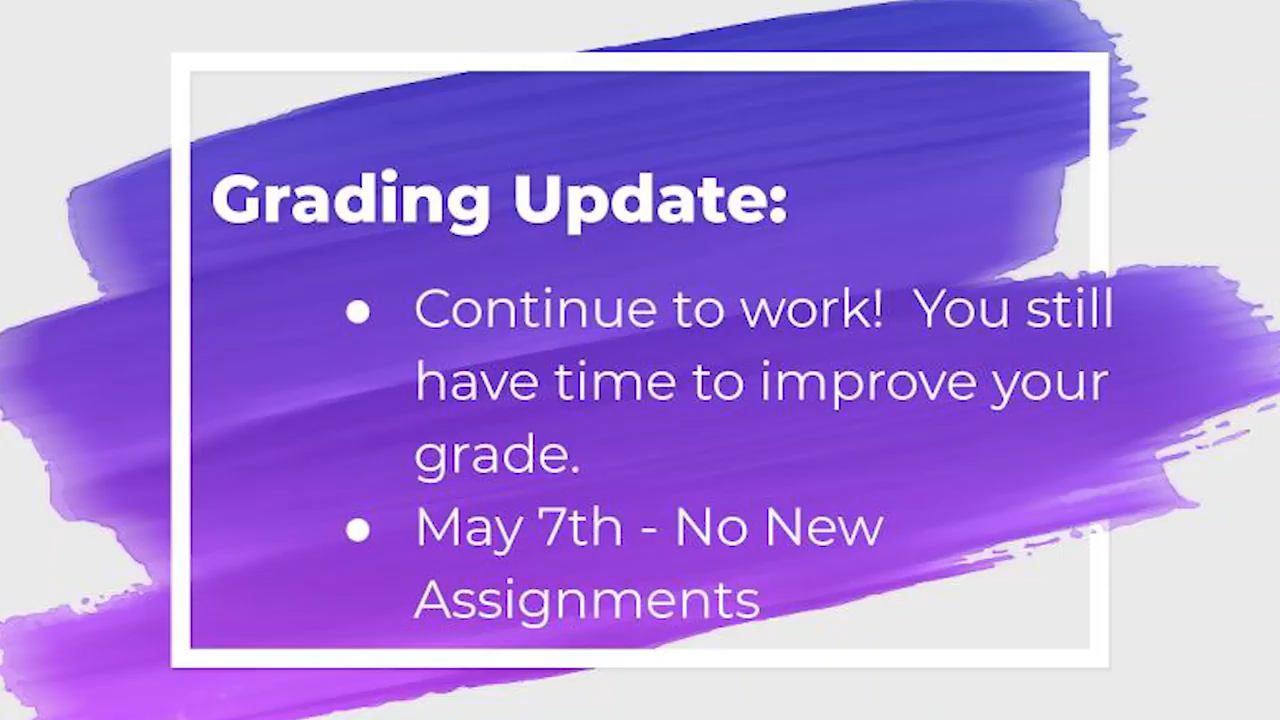 Grading Update:
● Continue to work!  You still
have time to improve your
grade.
● May 7th - No New
Assignments